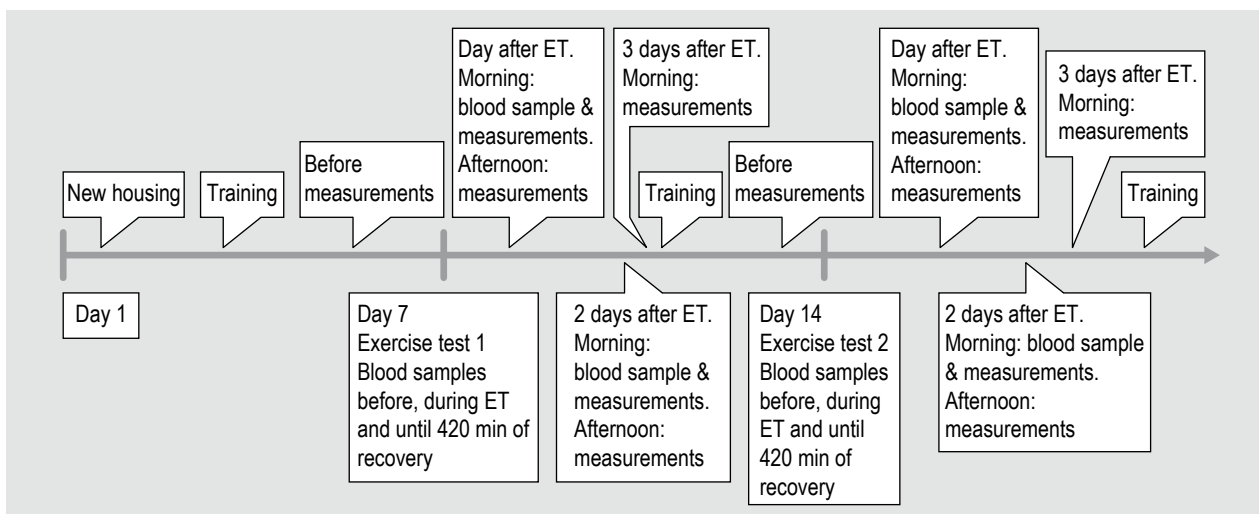 New housing
Training
Before
measurements
Day after ET.
Morning:
blood sample &
measurements.
Afternoon:
measurements
3 days after ET.
Morning:
measurements
Training
Before
measurements
Day after ET.
Morning:
blood sample &
measurements.
Afternoon:
measurements
3 days after ET.
Morning:
measurements
Training
Day 1
Day 7
Exercise test 1
Blood samples
before, during ET
and until 420 min of
recovery
2 days after ET.
Morning:
blood sample &
measurements.
Afternoon:
measurements
Day 14
Exercise test 2
Blood samples
before, during
ET and until
420 min of
recovery
2 days after ET.
Morning: blood sample
& measurements.
Afternoon:
measurements